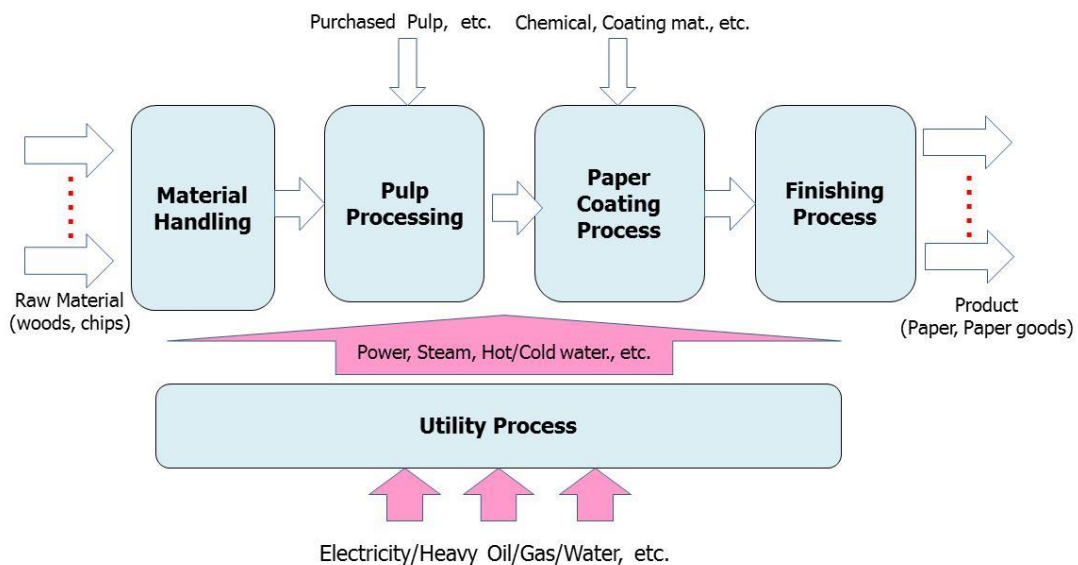 Purchased Pulp, etc.
Chemical, Coating mat., etc.
Material
Handling
Pulp
Processing
Paper
Coating
Process
Finishing
Process
Raw Material
(woods, chips)
Product
(Paper, Paper goods)
Power, Steam, Hot/Cold water., etc.
Utility Process
Electricity/Heavy Oil/Gas/Water, etc.